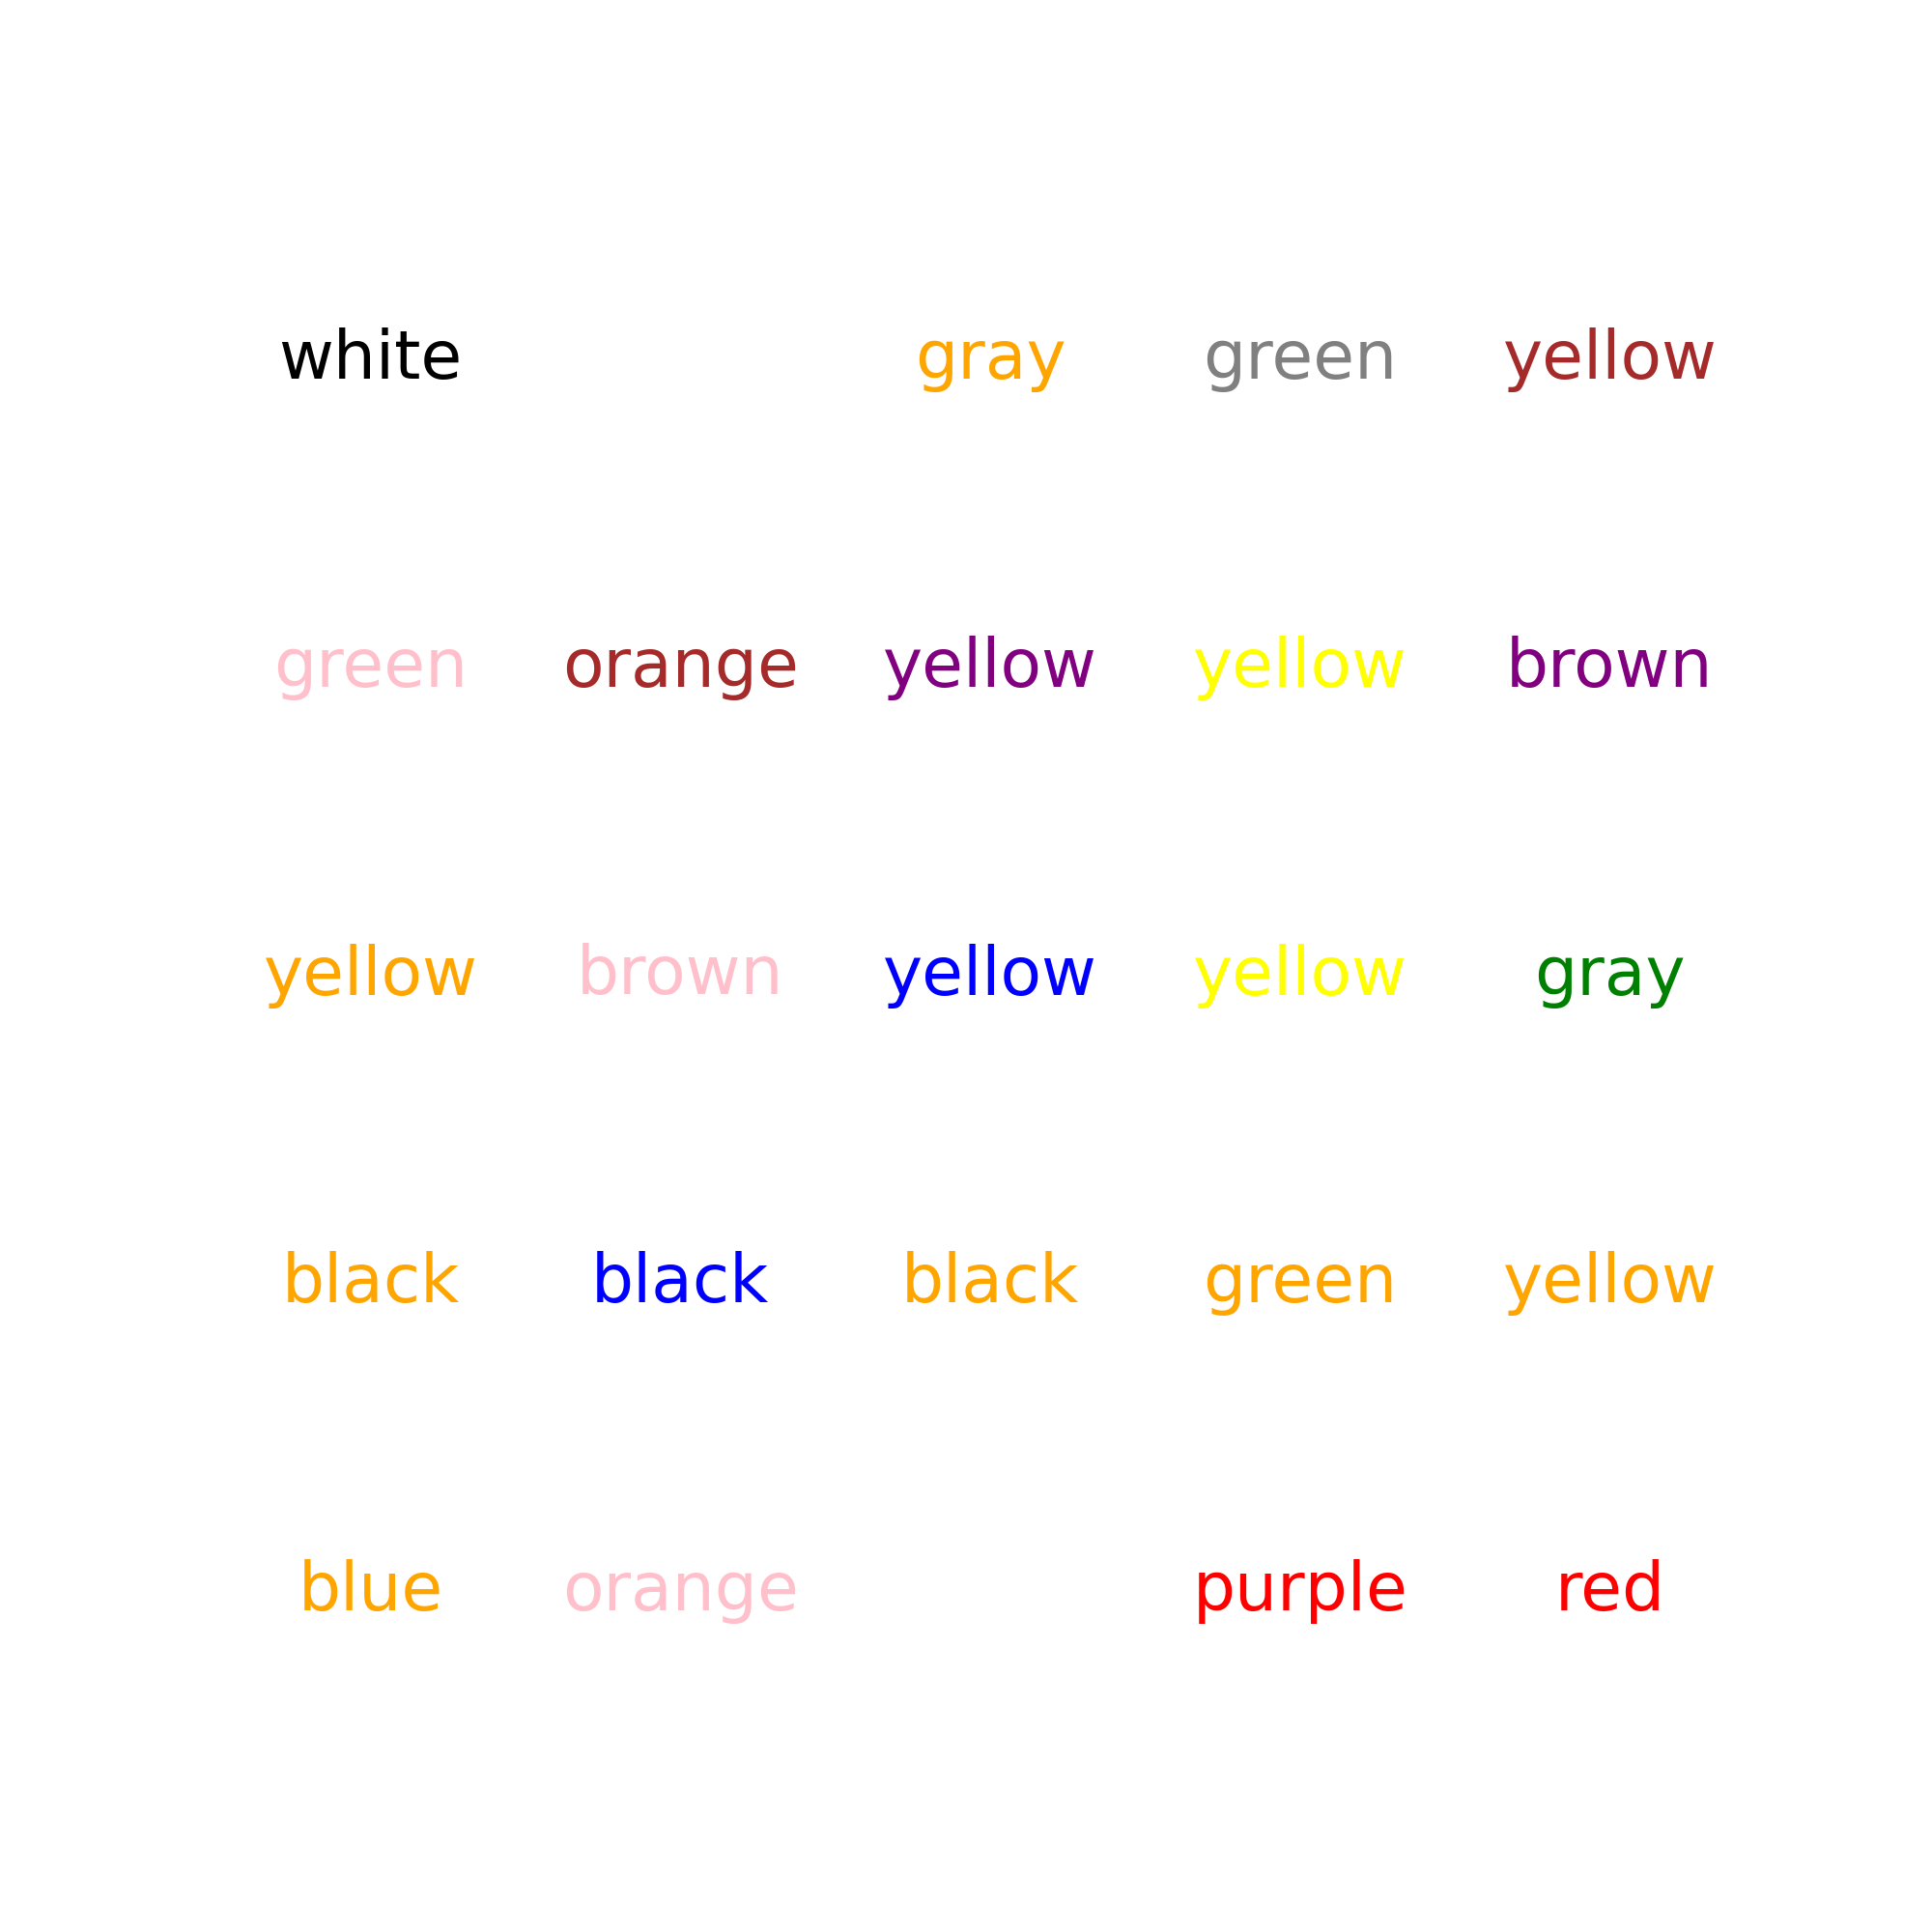 white gray green yellow
green orange yellow yellow brown
yellow brown yellow yellow gray
black black black green yellow
blue orange purple red